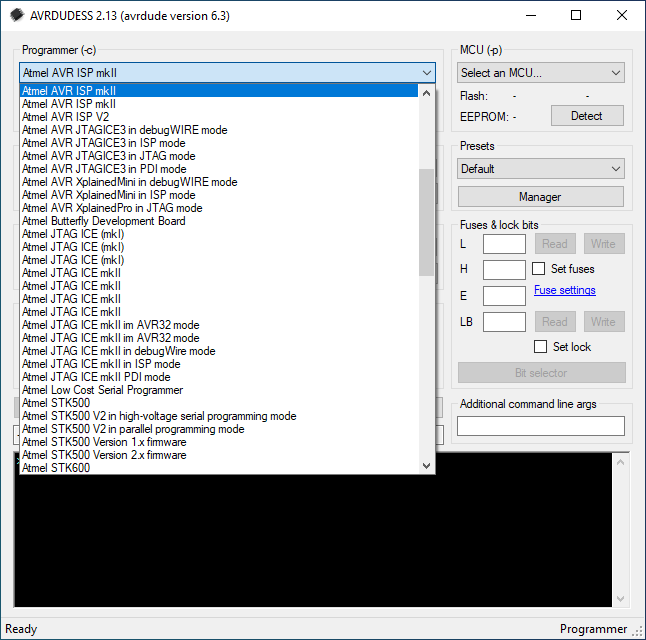 AVRDUDESS 2.13 (avrdude version 6.3)
Programmer (-c)
Atmel AVR ISP mkII
Atmel AVR ISP mkII
Atmel AVR ISP mkII
Atmel AVR ISP V2
Atmel AVR JTAGICE3 in debugWIRE mode
Atmel AVR JTAGICE3 in ISP mode
Atmel AVR JTAGICE3 in JTAG mode
Atmel AVR JTAGICE3 in PDI mode
Atmel AVR XplainedMini in debugWIRE mode
Atmel AVR XplainedMini in ISP mode
Atmel AVR XplainedPro in JTAG mode
Atmel Butterfly Development Board
Atmel JTAG ICE (mkI)
Atmel JTAG ICE (mkI)
Atmel JTAG ICE (mkI)
Atmel JTAG ICE mkII
Atmel JTAG ICE mkII
Atmel JTAG ICE mkII
Atmel JTAG ICE mkII
Atmel JTAG ICE mkII im AVR32 mode
Atmel JTAG ICE mkII im AVR32 mode
Atmel JTAG ICE mkII in debugWire mode
Atmel JTAG ICE mkII in ISP mode
Atmel JTAG ICE mkII PDI mode
Atmel Low Cost Serial Programmer
Atmel STK500
Atmel STK500 V2 in high-voltage serial programming mode
Atmel STK500 V2 in parallel programming mode
Atmel STK500 Version 1.x firmware
Atmel STK500 Version 2.x firmware
Atmel STK600
MCU (-p)
Select an MCU...
Flash: - -
EEPROM: - Detect
Presets
Default
Manager
Fuses & lock bits
L Read Write
H Set fuses
E Fuse settings
LB Read Write
Set lock
Bit selector
Additional command line args
Ready
Programmer